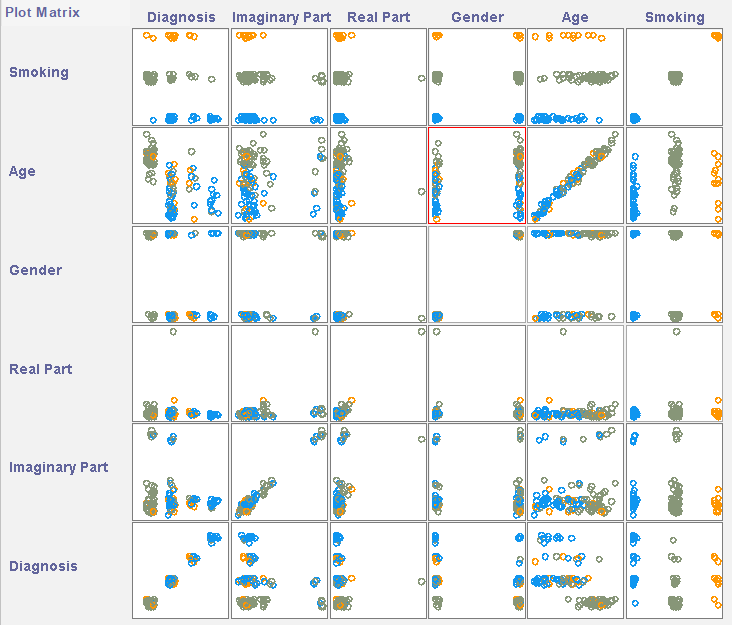 Plot Matrix
Diagnosis Imaginary Part Real Part Gender Age Smoking
Smoking
Age
Gender
Real Part
Imaginary Part
Diagnosis